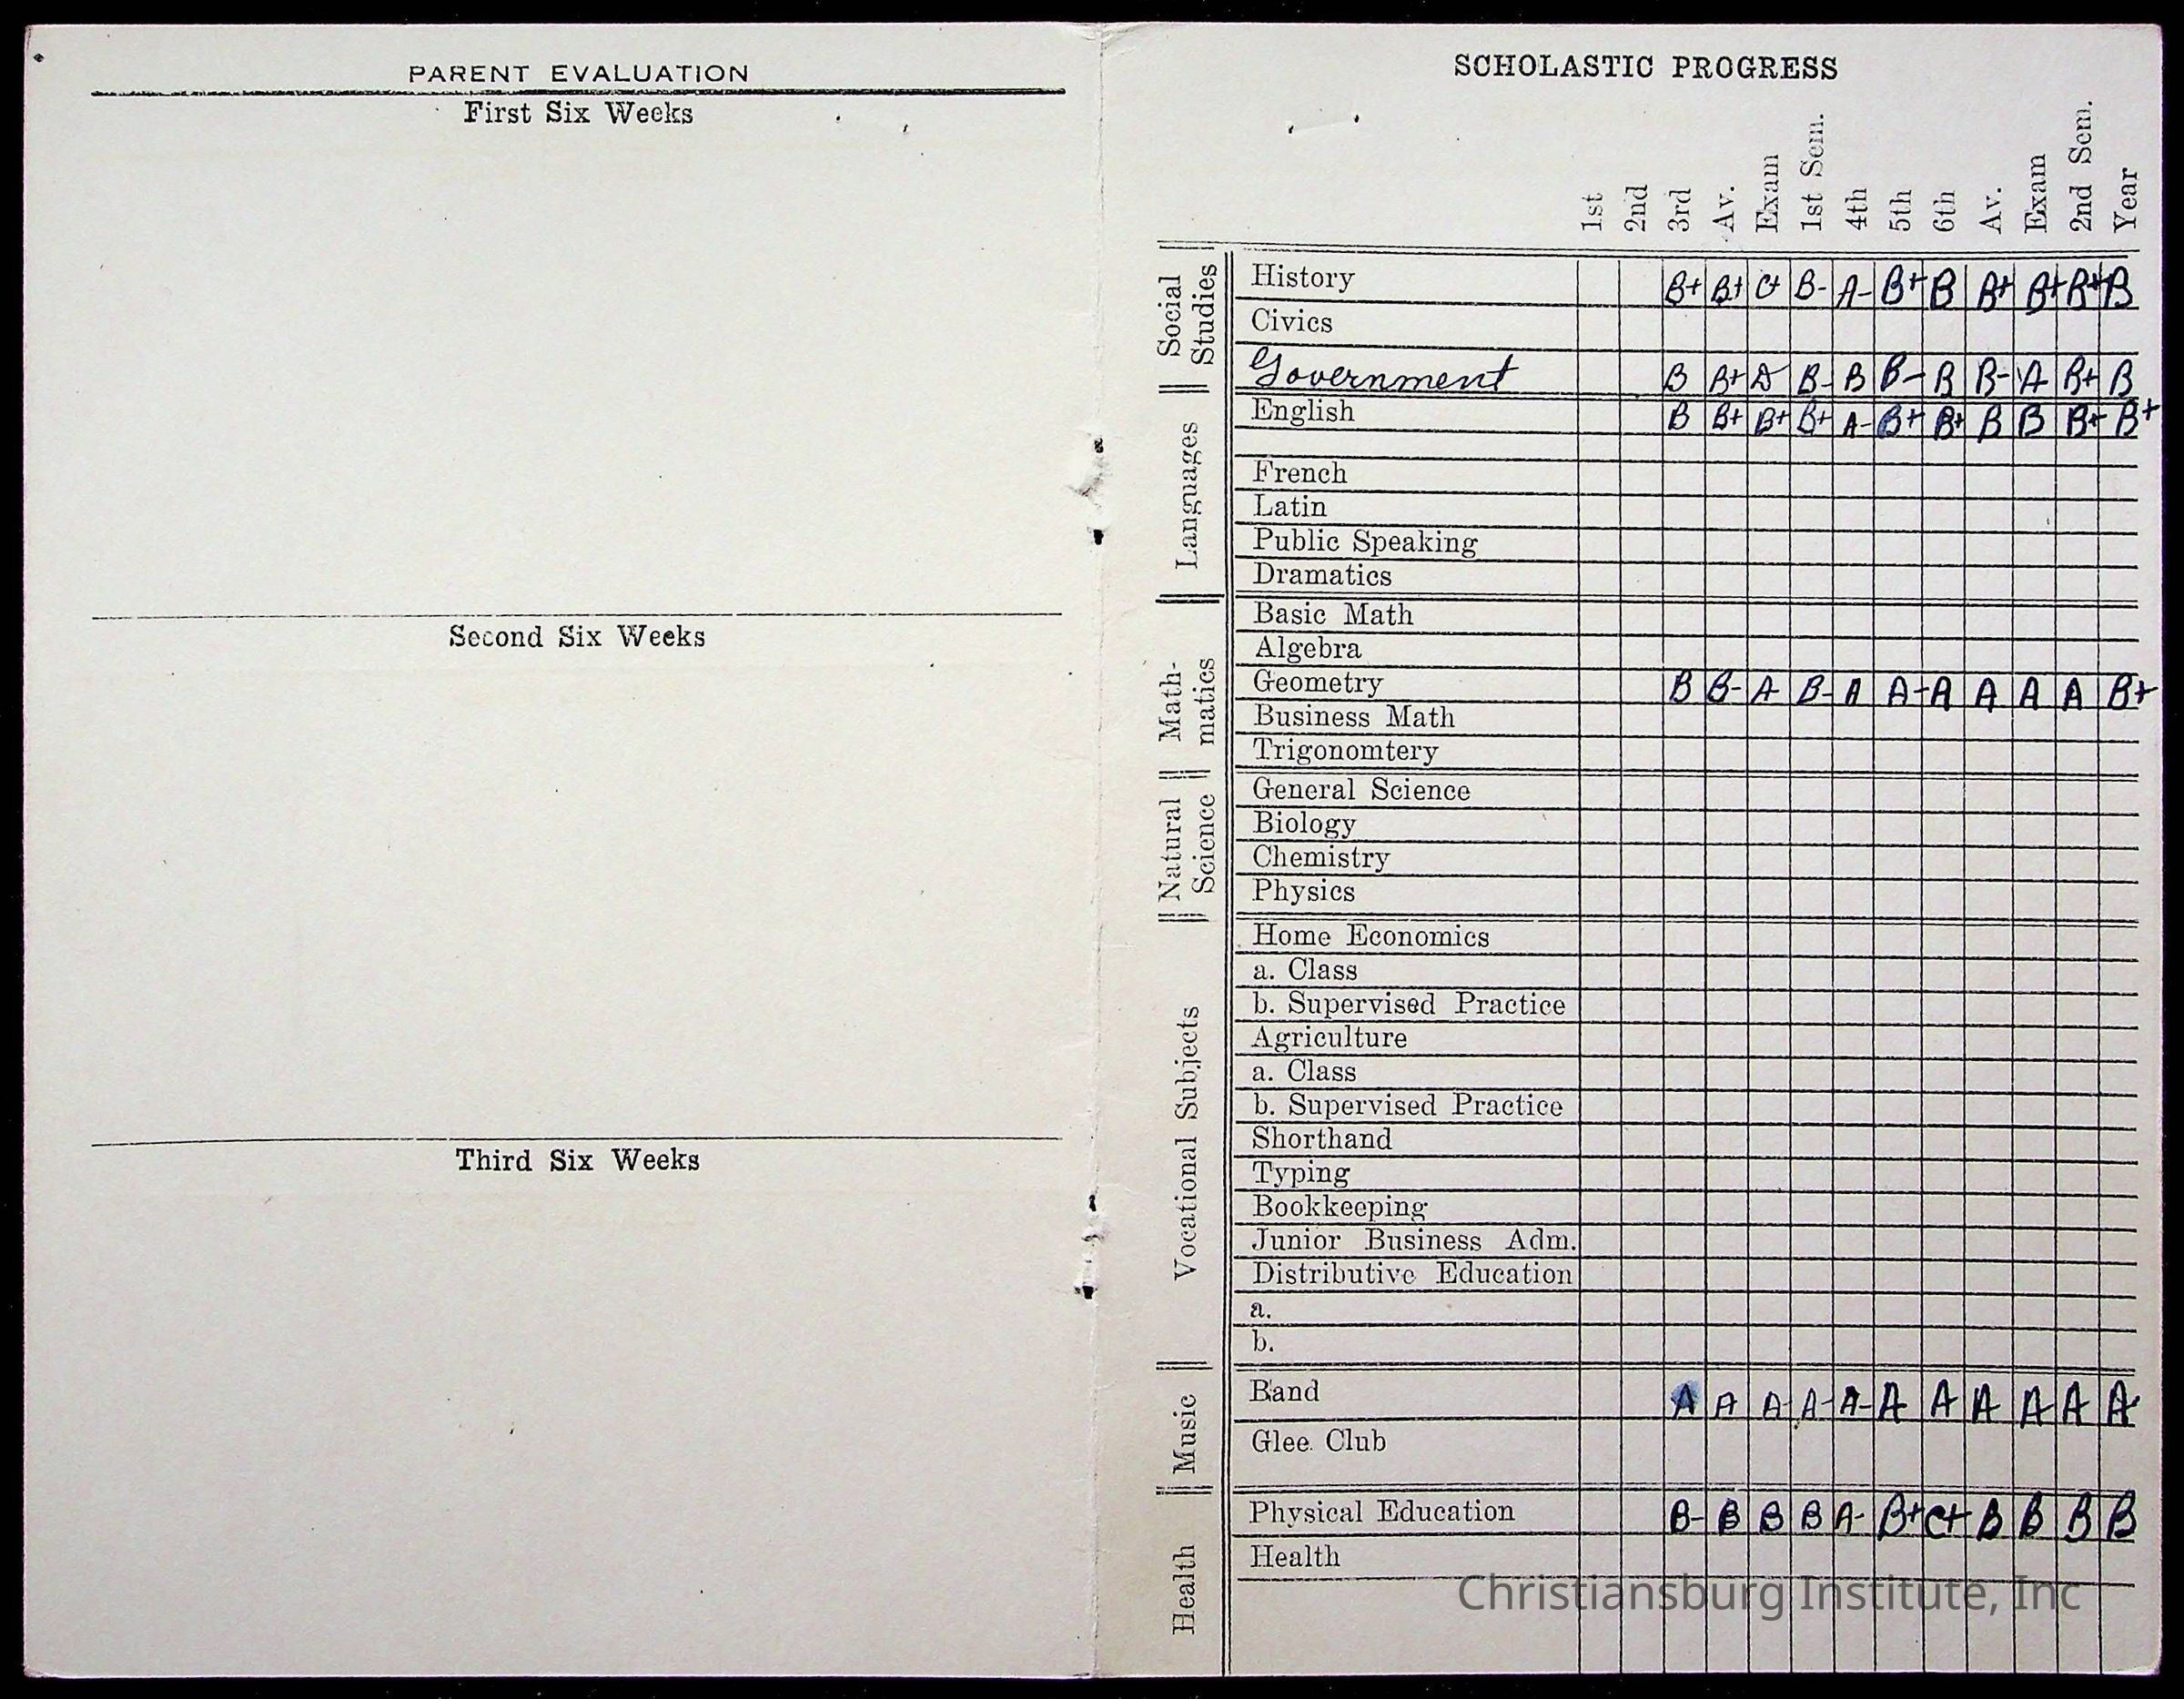 PARENT EVALUATION
First Six Weeks
Second Six Weeks
Third Six Weeks
SCHOLASTIC PROGRESS
1st 2nd 3rd Av. Exam 1st Sem. 4th 5th 6th Av. Exam 2nd Sem. Year
Social Studies
History B+ B+ C+ B- A- B+ B B+ B+ B+ B
Civics
Government B B+ B- B B- B B- A B+ B
Languages
English B B+ B+ B+ A- B+ B+ B B B+ B+
French
Latin
Public Speaking
Dramatics
Math-matics
Basic Math
Algebra
Geometry B B- A B- A A- A A A A B+
Business Math
Trigonomtery
Natural Science
General Science
Biology
Chemistry
Physics
Vocational Subjects
Home Economics
a. Class
b. Supervised Practice
Agriculture
a. Class
b. Supervised Practice
Shorthand
Typing
Bookkeeping
Junior Business Adm.
Distributive Education
a.
b.
Music
Band A A A A- A- A A A A A A
Glee Club
Health
Physical Education B- B B B A- B+ C+ B B B B
Health
Christiansburg Institute, Inc